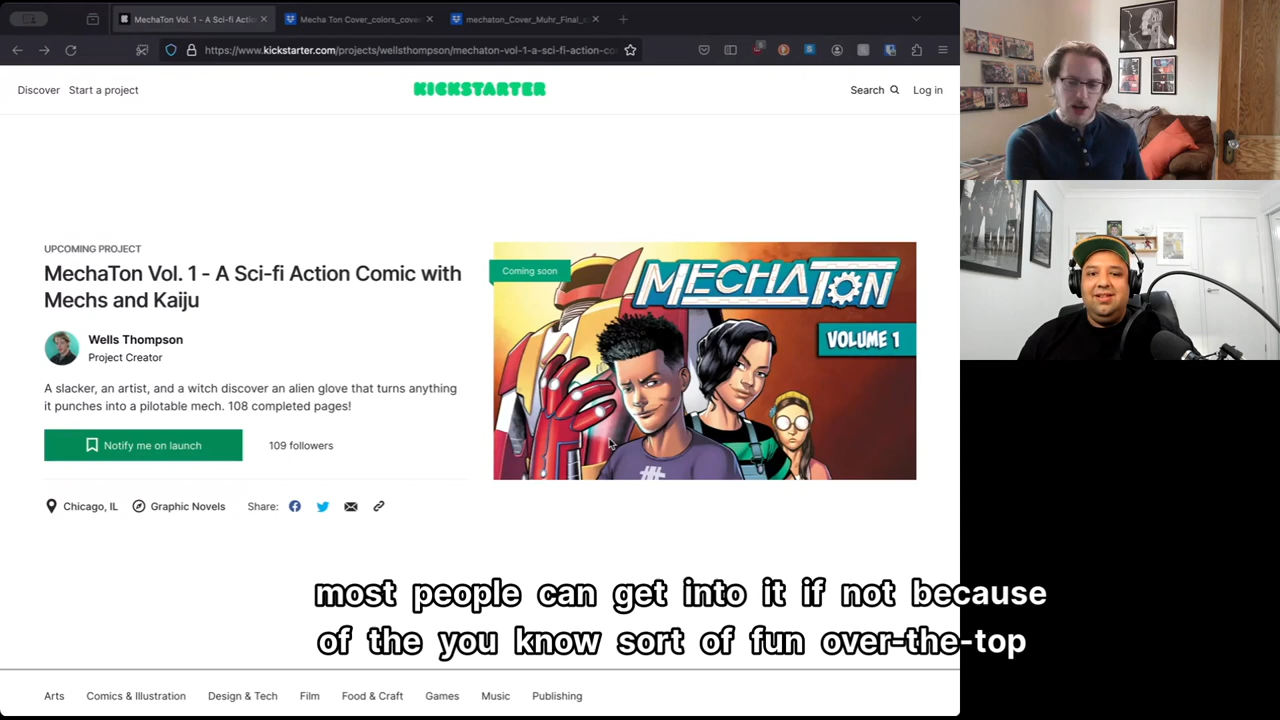 MechaTon Vol. 1 - A Sci-fi Actio
Mecha Ton Cover_colors_cove
mechaton_Cover_Muhr_Final_
https://www.kickstarter.com/projects/wellsthompson/mechaton-vol-1-a-sci-fi-action-co
Discover
Start a project
KICKSTARTER
Search
Log in
UPCOMING PROJECT
MechaTon Vol. 1 - A Sci-fi Action Comic with
Mechs and Kaiju
Wells Thompson
Project Creator
A slacker, an artist, and a witch discover an alien glove that turns anything
it punches into a pilotable mech. 108 completed pages!
Notify me on launch
109 followers
Chicago, IL
Graphic Novels
Share:
Coming soon
MECHATON
VOLUME 1
most people can get into it if not because
of the you know sort of fun over-the-top
Arts
Comics & Illustration
Design & Tech
Film
Food & Craft
Games
Music
Publishing